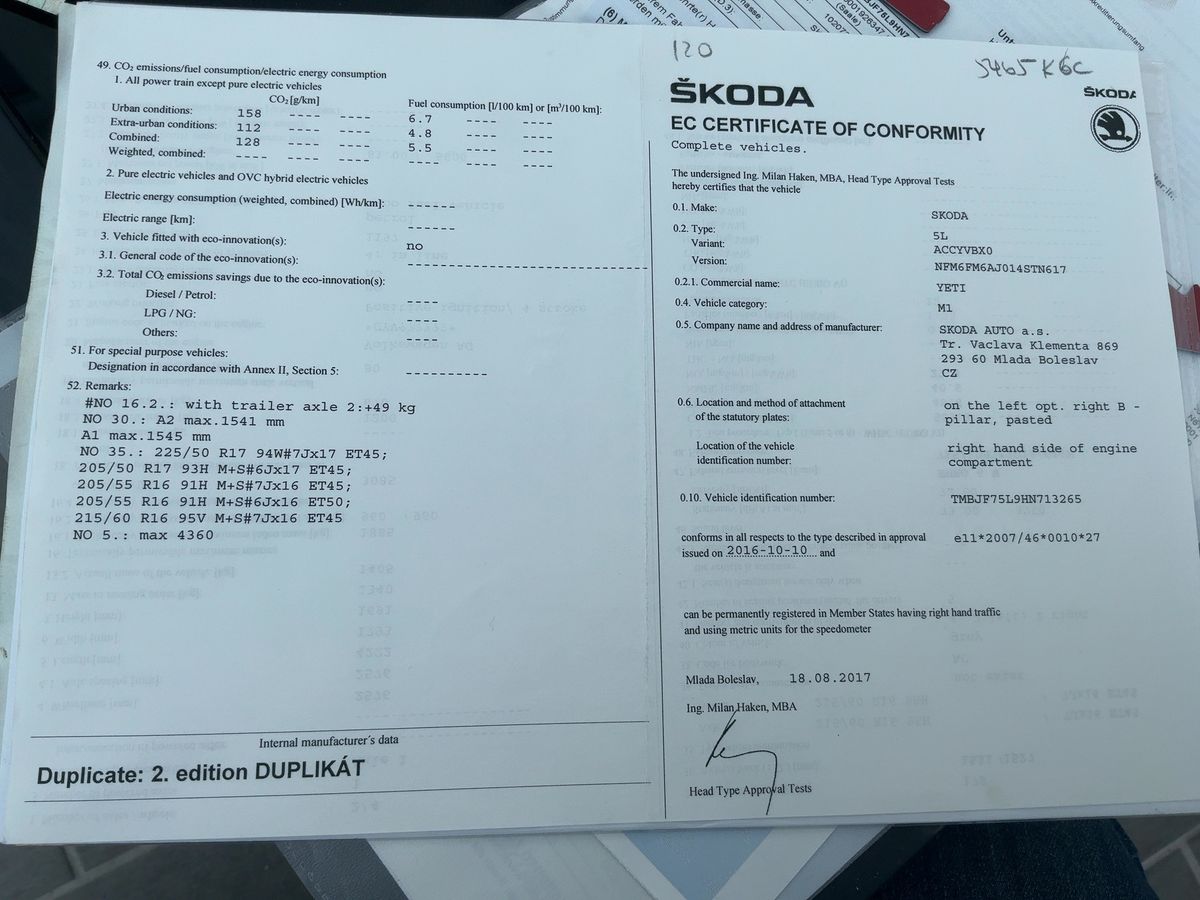 49. CO2 emissions/fuel consumption/electric energy consumption
1. All power train except pure electric vehicles
CO2 [g/km] Fuel consumption [l/100 km] or [m³/100 km]:
Urban conditions: 158 ---- ---- 6.7 ---- ----
Extra-urban conditions: 112 ---- ---- 4.8 ---- ----
Combined: 128 ---- ---- 5.5 ---- ----
Weighted, combined: ---- ---- ---- ---- ---- ----
2. Pure electric vehicles and OVC hybrid electric vehicles
Electric energy consumption (weighted, combined) [Wh/km]: ------
Electric range [km]: ------
3. Vehicle fitted with eco-innovation(s): no
3.1. General code of the eco-innovation(s): ------------------------------
3.2. Total CO2 emissions savings due to the eco-innovation(s):
Diesel / Petrol: ----
LPG / NG: ----
Others: ----
51. For special purpose vehicles:
Designation in accordance with Annex II, Section 5: ----------
52. Remarks:
#NO 16.2.: with trailer axle 2:+49 kg
NO 30.: A2 max.1541 mm
A1 max.1545 mm
NO 35.: 225/50 R17 94W#7Jx17 ET45;
205/50 R17 93H M+S#6Jx17 ET45;
205/55 R16 91H M+S#7Jx16 ET45;
205/55 R16 91H M+S#6Jx16 ET50;
215/60 R16 95V M+S#7Jx16 ET45
NO 5.: max 4360
Internal manufacturer´s data
Duplicate: 2. edition DUPLIKÁT
120
5465 K6C
ŠKODA
ŠKODA
EC CERTIFICATE OF CONFORMITY
Complete vehicles.
The undersigned Ing. Milan Haken, MBA, Head Type Approval Tests
hereby certifies that the vehicle
0.1. Make: SKODA
0.2. Type: 5L
Variant: ACCYVBX0
Version: NFM6FM6AJ014STN617
0.2.1. Commercial name: YETI
0.4. Vehicle category: M1
0.5. Company name and address of manufacturer: SKODA AUTO a.s.
Tr. Vaclava Klementa 869
293 60 Mlada Boleslav
CZ
0.6. Location and method of attachment on the left opt. right B -
of the statutory plates: pillar, pasted
Location of the vehicle right hand side of engine
identification number: compartment
0.10. Vehicle identification number: TMBJF75L9HN713265
conforms in all respects to the type described in approval e11*2007/46*0010*27
issued on 2016-10-10 and
can be permanently registered in Member States having right hand traffic
and using metric units for the speedometer
Mlada Boleslav, 18.08.2017
Ing. Milan Haken, MBA
Head Type Approval Tests